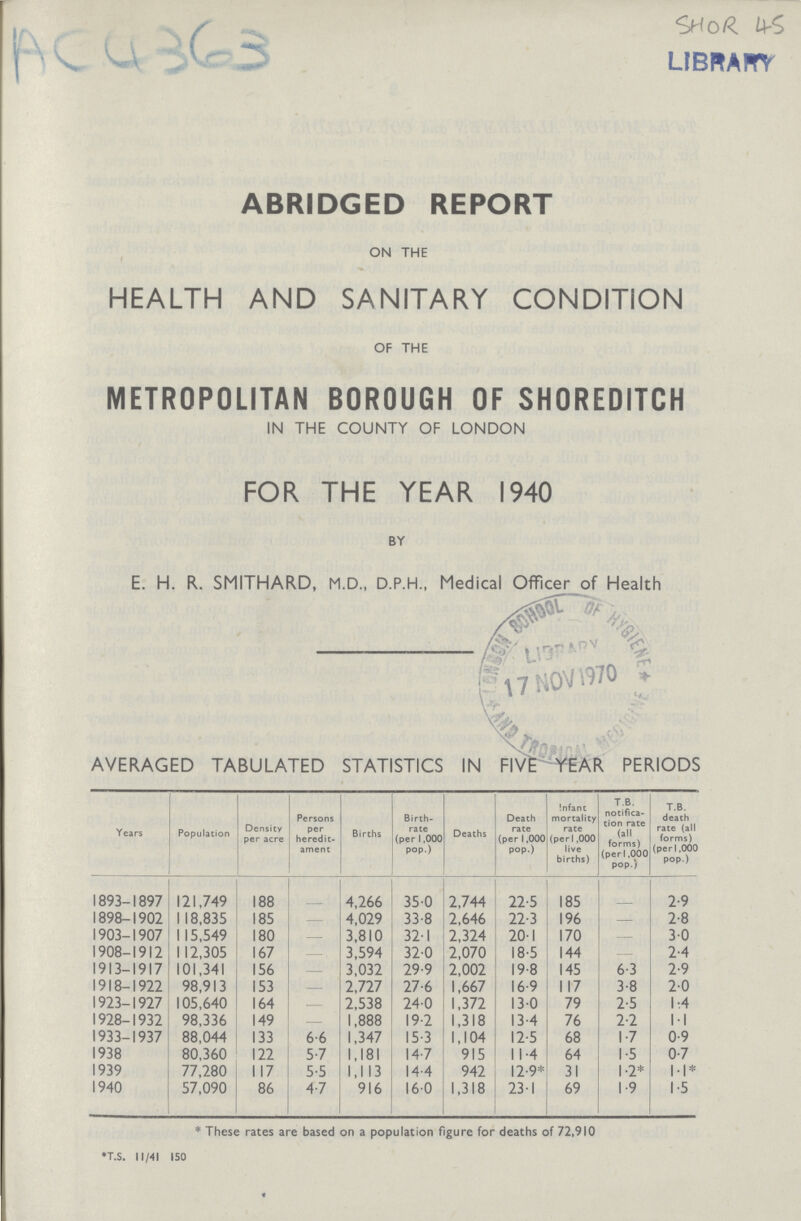 AC4363
SHOR 45
LIBRARY
ABRIDGED REPORT
ON THE
HEALTH AND SANITARY CONDITION
OF THE
METROPOLITAN BOROUGH OF SHOREDITCH
IN THE COUNTY OF LONDON
FOR THE YEAR 1940
BY
E. H. R. SMITHARD, M.D., D.P.H., Medical Officer of Health
SCHOOL OF HYGIENE *
LIBRARY
17 NOV 1970
AND TROPICAL MEDICINE
AVERAGED TABULATED STATISTICS IN FIVE YEAR PERIODS
Years | Population | Density per acre | Persons per heredit-ament | Births | Birth-rate (per 1,000 pop.) | Deaths | Death rate (per 1,000 pop.) | Infant mortality rate (per 1,000 live births) | T.B. notifica-tion rate (all forms) (per 1,000 pop.) | T.B. death rate (all forms) (per 1,000 pop.)
1893-1897 | 121,749 | 188 | — | 4,266 | 35·0 | 2,744 | 22·5 | 185 | — | 2·9
1898-1902 | 118,835 | 185 | — | 4,029 | 33·8 | 2,646 | 22·3 | 196 | — | 2·8
1903-1907 | 115,549 | 180 | — | 3,810 | 32·1 | 2,324 | 20·1 | 170 | — | 3·0
1908-1912 | 112,305 | 167 | — | 3,594 | 32·0 | 2,070 | 18·5 | 144 | — | 2·4
1913-1917 | 101,341 | 156 | — | 3,032 | 29·9 | 2,002 | 19·8 | 145 | 6·3 | 2·9
1918-1922 | 98,913 | 153 | — | 2,727 | 27·6 | 1,667 | 16·9 | 117 | 3·8 | 2·0
1923-1927 | 105,640 | 164 | — | 2,538 | 24·0 | 1,372 | 13·0 | 79 | 2·5 | 1·4
1928-1932 | 98,336 | 149 | — | 1,888 | 19·2 | 1,318 | 13·4 | 76 | 2·2 | 1·1
1933-1937 | 88,044 | 133 | 6·6 | 1,347 | 15·3 | 1,104 | 12·5 | 68 | 1·7 | 0·9
1938 | 80,360 | 122 | 5·7 | 1,181 | 14·7 | 915 | 11·4 | 64 | 1·5 | 0·7
1939 | 77,280 | 117 | 5·5 | 1,113 | 14·4 | 942 | 12·9* | 31 | 1·2* | 1·1*
1940 | 57,090 | 86 | 4·7 | 916 | 16·0 | 1,318 | 23·1 | 69 | 1·9 | 1·5
* These rates are based on a population figure for deaths of 72,910
*T.S. 11/41 150